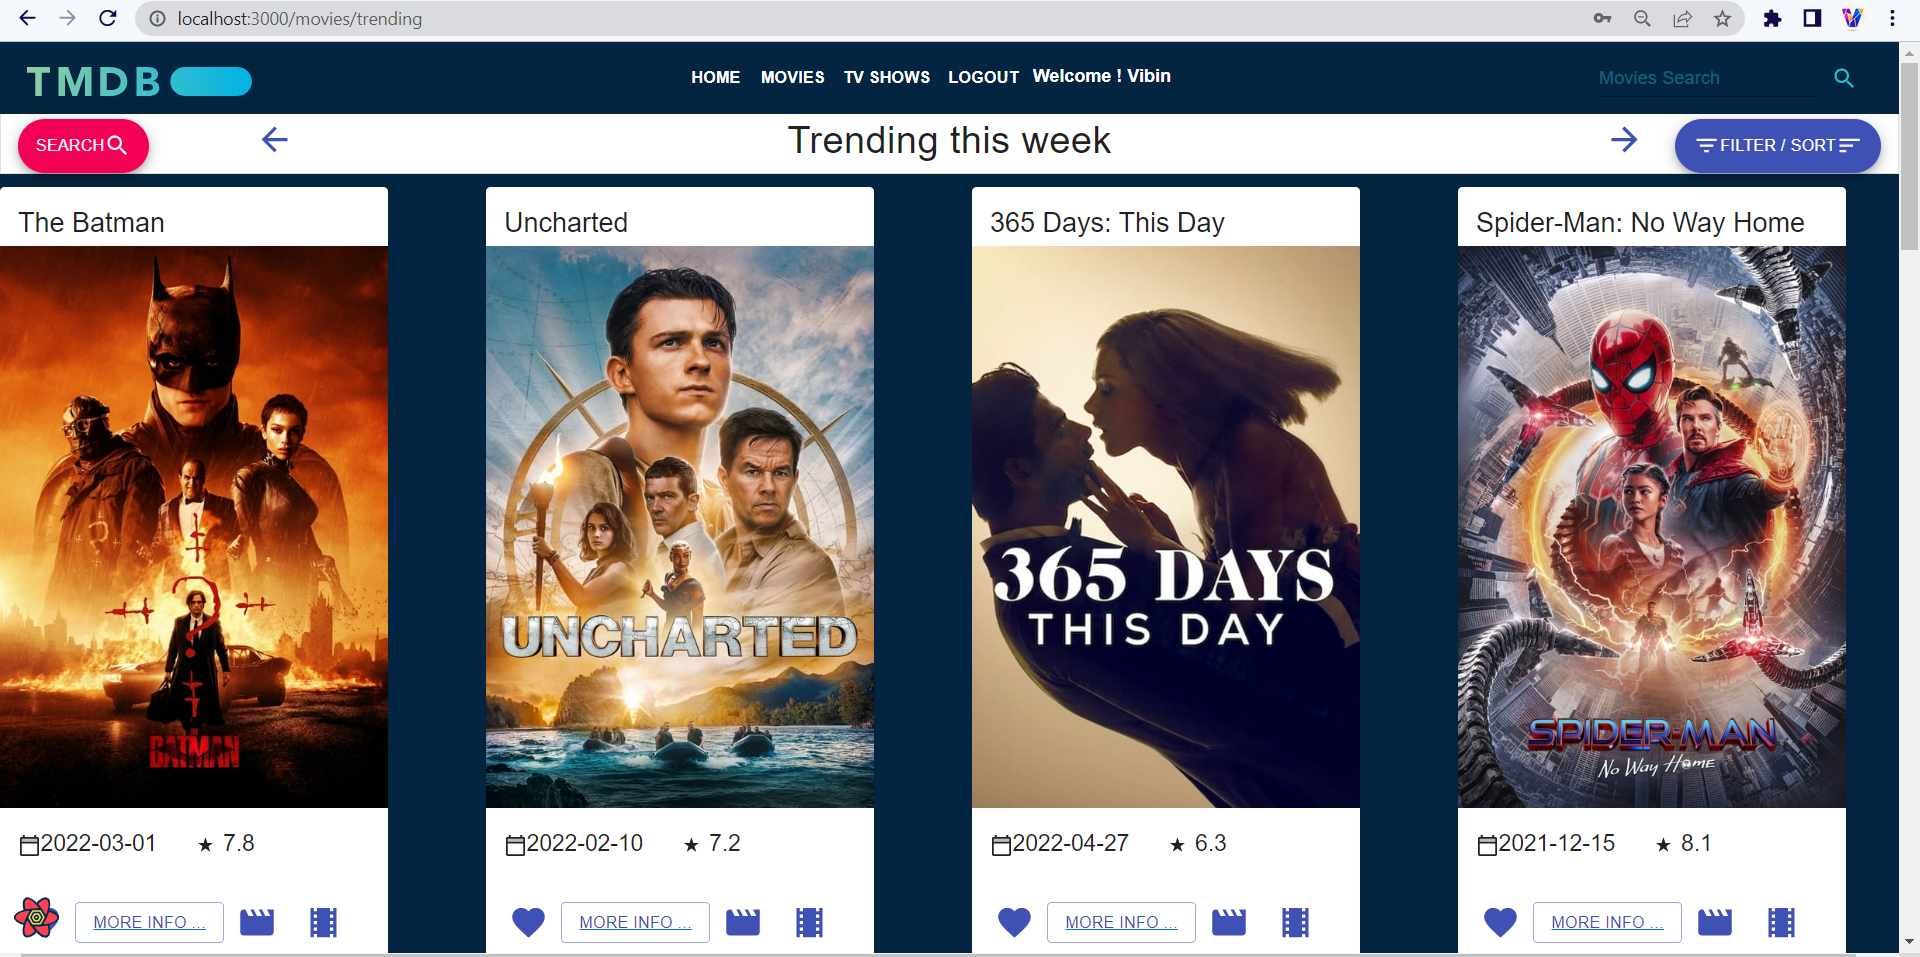 localhost:3000/movies/trending
TMDB
HOME MOVIES TV SHOWS LOGOUT Welcome ! Vibin
Movies Search
SEARCH
Trending this week
FILTER / SORT
The Batman
Uncharted
365 Days: This Day
Spider-Man: No Way Home
THE
BATMAN
UNCHARTED
365 DAYS
THIS DAY
SPIDER-MAN
No Way Home
2022-03-01 ★ 7.8
2022-02-10 ★ 7.2
2022-04-27 ★ 6.3
2021-12-15 ★ 8.1
MORE INFO ...
MORE INFO ...
MORE INFO ...
MORE INFO ...